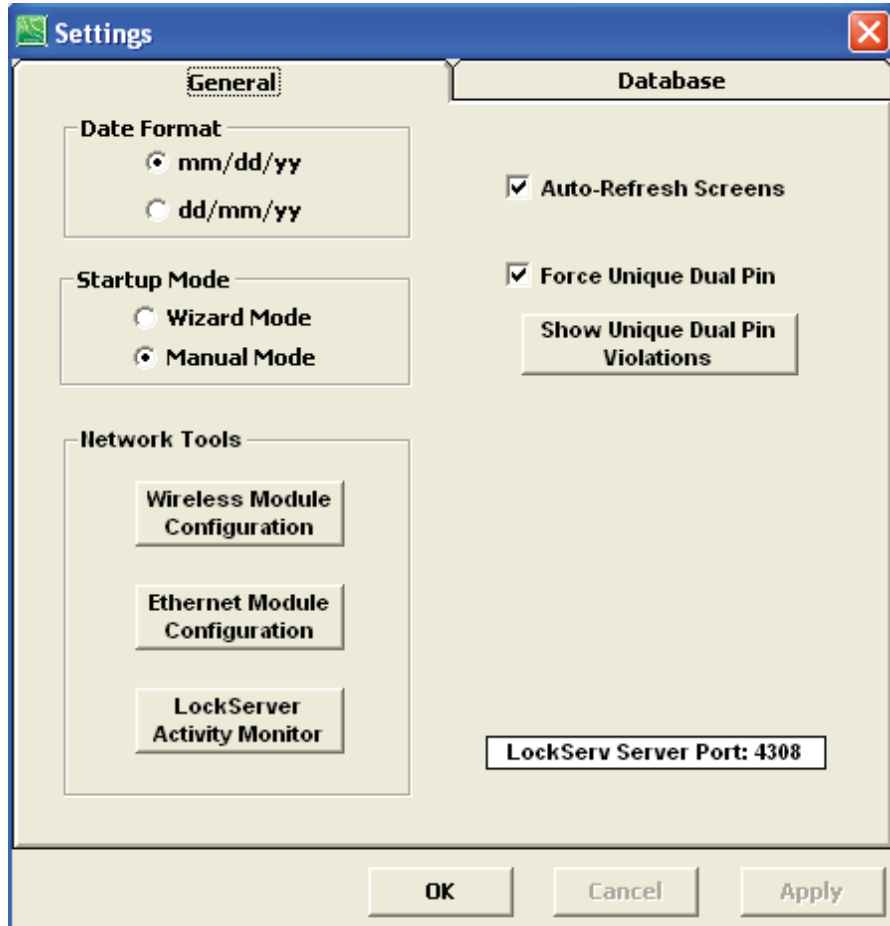 Settings
General
Database
Date Format
mm/dd/yy
dd/mm/yy
Startup Mode
Wizard Mode
Manual Mode
Network Tools
Wireless Module
Configuration
Ethernet Module
Configuration
LockServer
Activity Monitor
Auto-Refresh Screens
Force Unique Dual Pin
Show Unique Dual Pin
Violations
LockServ Server Port: 4308
OK
Cancel
Apply